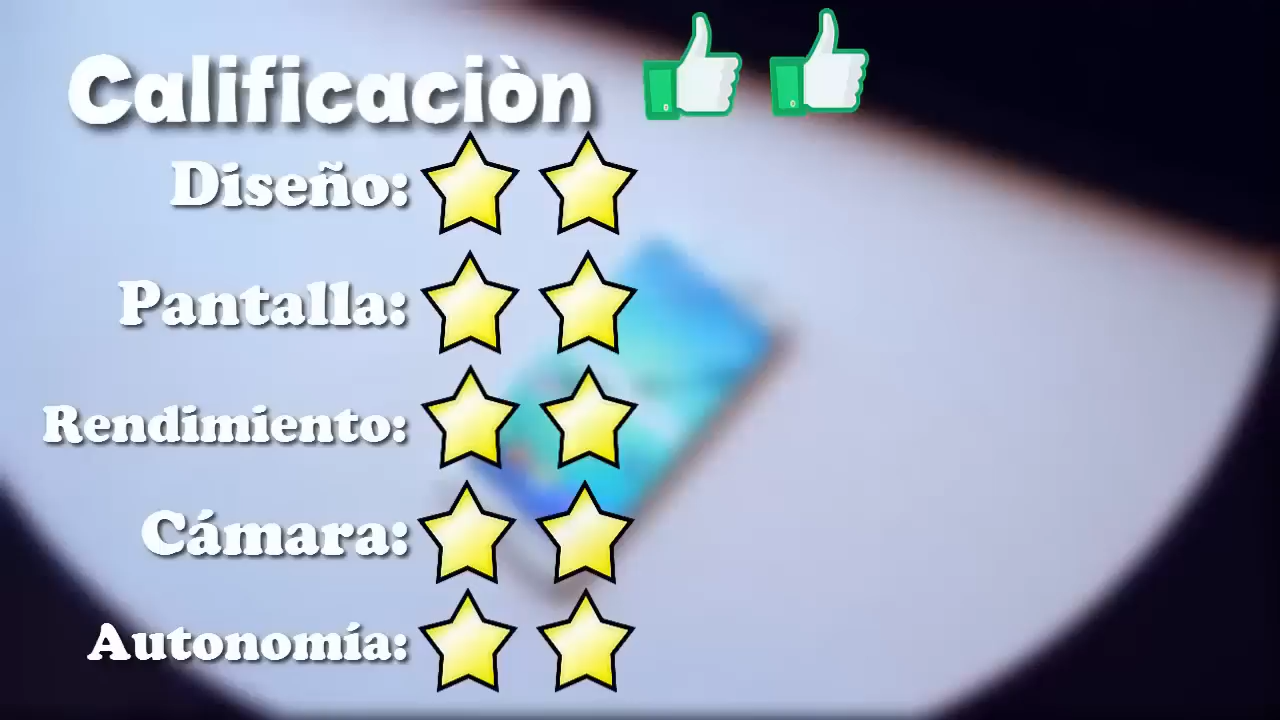 Calificaciòn
Diseño:
Pantalla:
Rendimiento:
Cámara:
Autonomía: